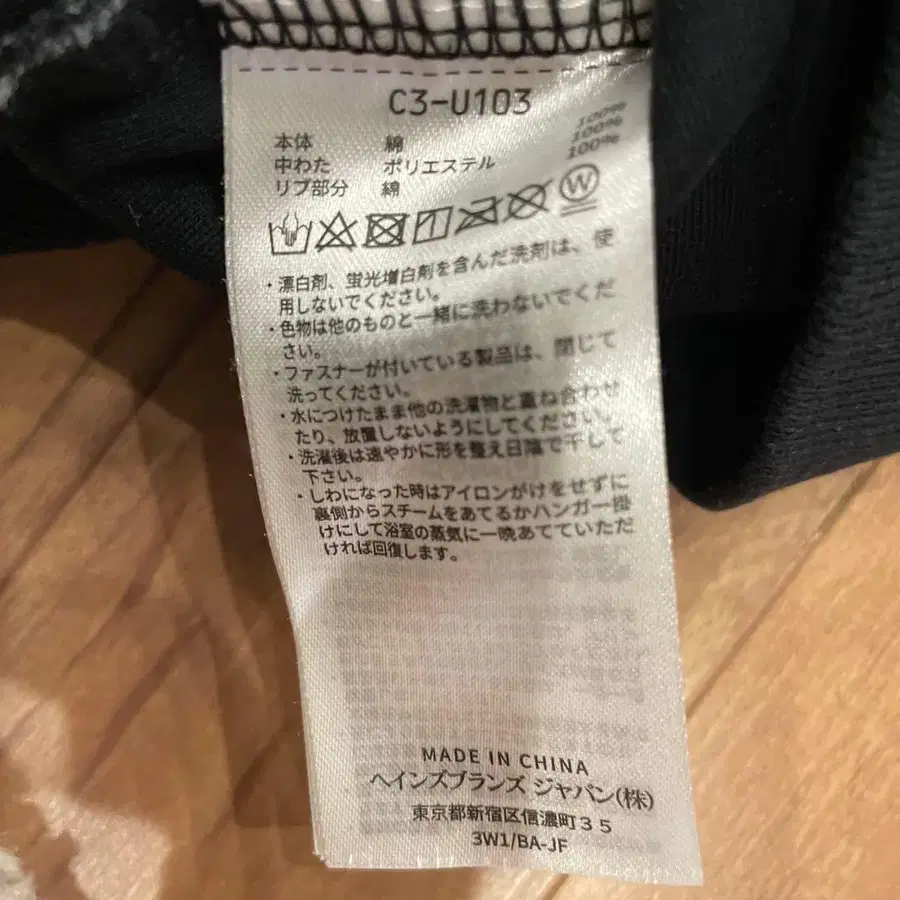 C3-U103
本体 綿 100%
中わた ポリエステル 100%
リブ部分 綿 100%
W
・漂白剤、蛍光増白剤を含んだ洗剤は、使
用しないでください。
・色物は他のものと一緒に洗わないでくだ
さい。
・ファスナーが付いている製品は、閉じて
洗ってください。
・水につけたまま他の洗濯物と重ね合わせ
たり、放置しないようにしてください。
・洗濯後は速やかに形を整え日陰で干して
下さい。
・しわになった時はアイロンがけをせずに
裏側からスチームをあてるかハンガー掛
けにして浴室の蒸気に一晩あてていただ
ければ回復します。
MADE IN CHINA
ヘインズブランズ ジャパン(株)
東京都新宿区信濃町35
3W1/BA-JF